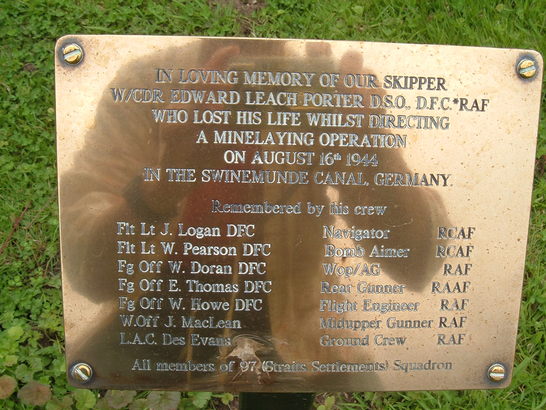 IN LOVING MEMORY OF OUR SKIPPER
W/CDR EDWARD LEACH PORTER D.S.O., D.F.C.*RAF
WHO LOST HIS LIFE WHILST DIRECTING
A MINELAYING OPERATION
ON AUGUST 16th 1944
IN THE SWINEMUNDE CANAL, GERMANY.
Remembered by his crew
Flt Lt J. Logan DFC Navigator RCAF
Flt Lt W. Pearson DFC Bomb Aimer RCAF
Fg Off W. Doran DFC Wop/AG RAF
Fg Off E. Thomas DFC Rear Gunner RAAF
Fg Off W. Howe DFC Flight Engineer RAF
W.Off J. MacLean Midupper Gunner RAF
L.A.C. Des Evans Ground Crew RAF
All members of 97 (Straits Settlements) Squadron